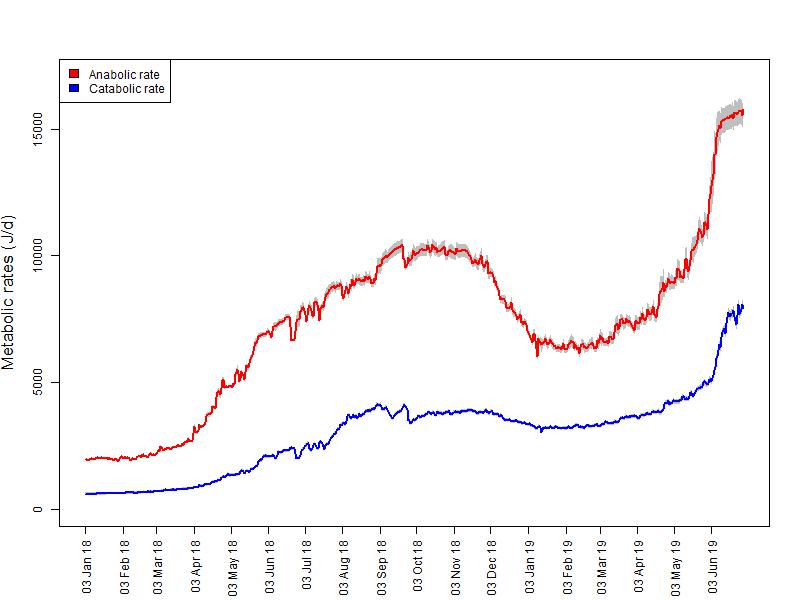 Anabolic rate
Catabolic rate
Metabolic rates (J/d)
15000
10000
5000
0
03 Jan 18
03 Feb 18
03 Mar 18
03 Apr 18
03 May 18
03 Jun 18
03 Jul 18
03 Aug 18
03 Sep 18
03 Oct 18
03 Nov 18
03 Dec 18
03 Jan 19
03 Feb 19
03 Mar 19
03 Apr 19
03 May 19
03 Jun 19